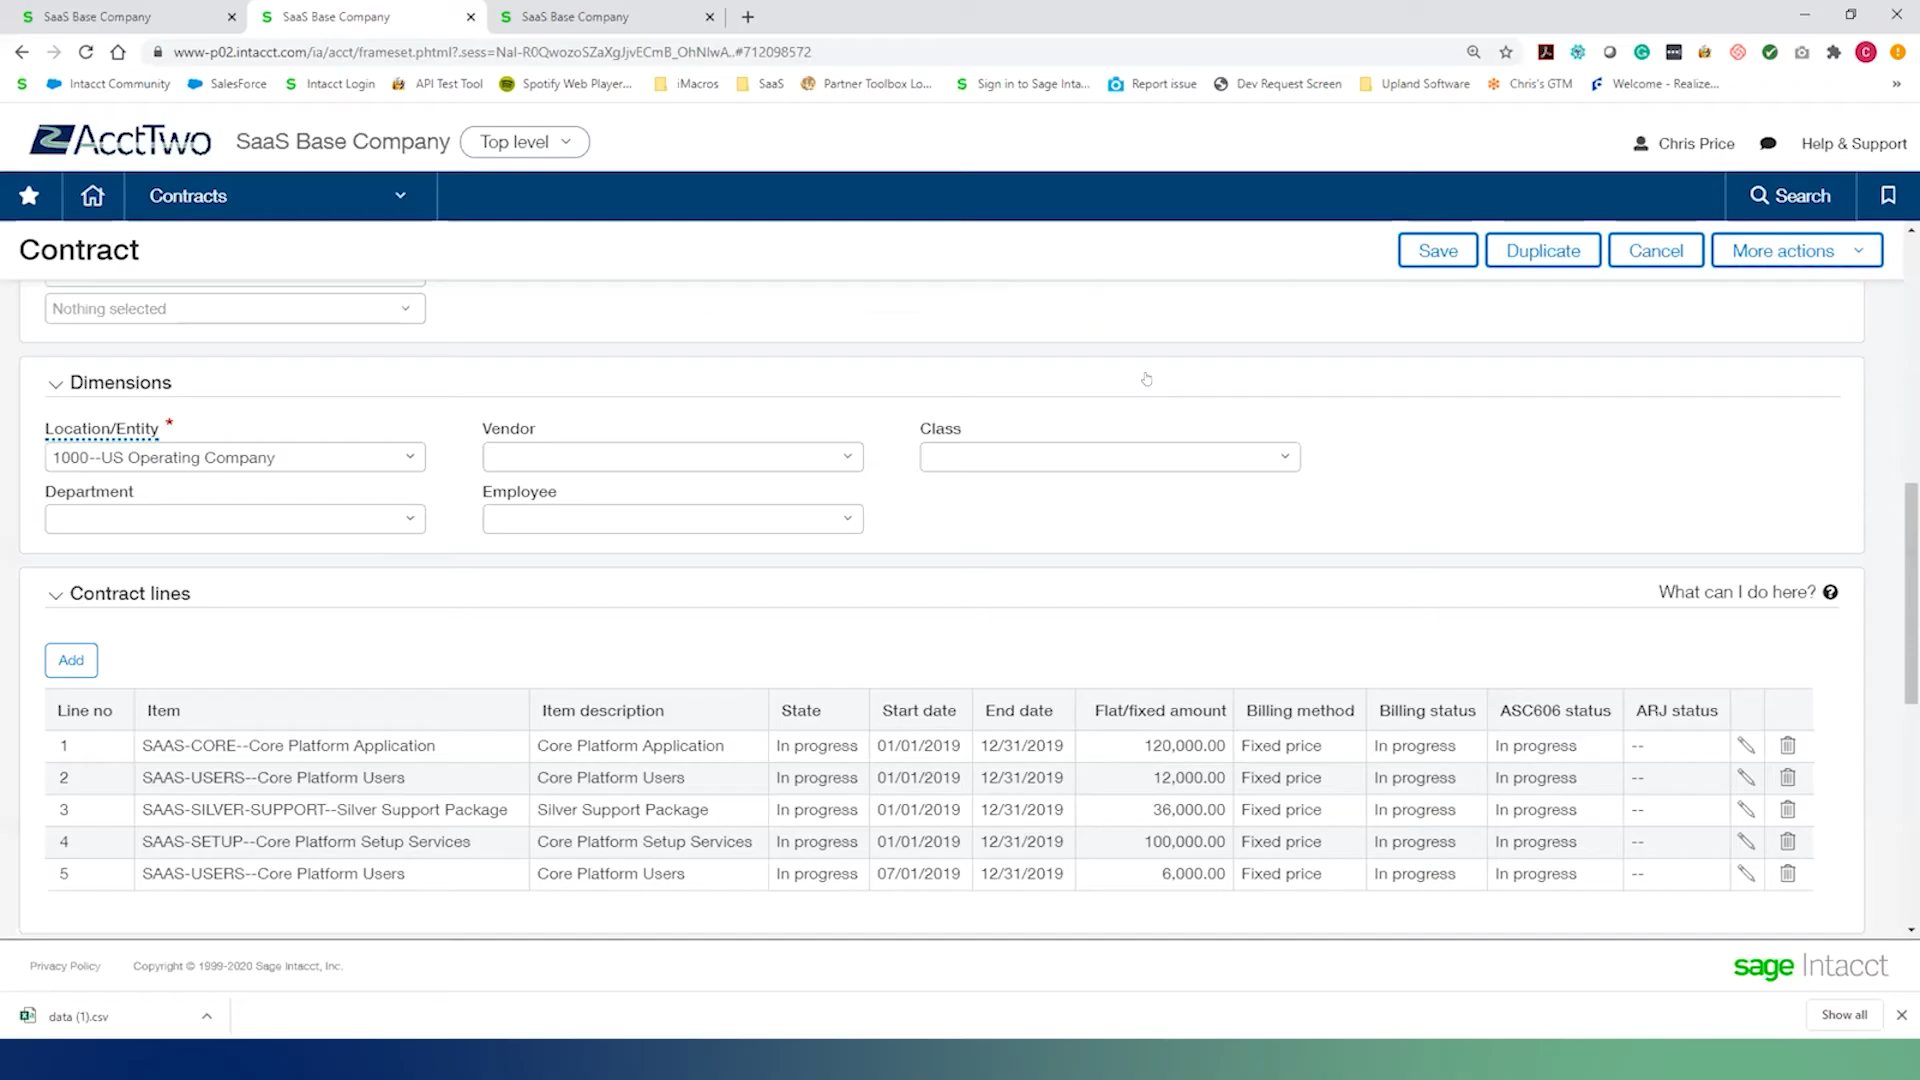 SaaS Base Company
SaaS Base Company
SaaS Base Company
www-p02.intacct.com/ia/acct/frameset.phtml?.sess=NaI-R0QwozoSZaXgJjvECmB_OhNlwA..#712098572
Intacct Community SalesForce Intacct Login API Test Tool Spotify Web Player... iMacros SaaS Partner Toolbox Lo... Sign in to Sage Inta... Report issue Dev Request Screen Upland Software Chris's GTM Welcome - Realize... »
AcctTwo SaaS Base Company Top level Chris Price Help & Support
Contracts Search
Contract Save Duplicate Cancel More actions
Nothing selected
Dimensions
Location/Entity * Vendor Class
1000--US Operating Company
Department Employee
Contract lines What can I do here?
Add
Line no Item Item description State Start date End date Flat/fixed amount Billing method Billing status ASC606 status ARJ status
1 SAAS-CORE--Core Platform Application Core Platform Application In progress 01/01/2019 12/31/2019 120,000.00 Fixed price In progress In progress --
2 SAAS-USERS--Core Platform Users Core Platform Users In progress 01/01/2019 12/31/2019 12,000.00 Fixed price In progress In progress --
3 SAAS-SILVER-SUPPORT--Silver Support Package Silver Support Package In progress 01/01/2019 12/31/2019 36,000.00 Fixed price In progress In progress --
4 SAAS-SETUP--Core Platform Setup Services Core Platform Setup Services In progress 01/01/2019 12/31/2019 100,000.00 Fixed price In progress In progress --
5 SAAS-USERS--Core Platform Users Core Platform Users In progress 07/01/2019 12/31/2019 6,000.00 Fixed price In progress In progress --
Privacy Policy Copyright © 1999-2020 Sage Intacct, Inc. sage Intacct
data (1).csv Show all